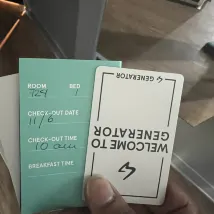 ROOM BED
424 1
CHECK-OUT DATE
11/6
CHECK-OUT TIME
10 am
BREAKFAST TIME
GENERATOR
WELCOME TO
GENERATOR